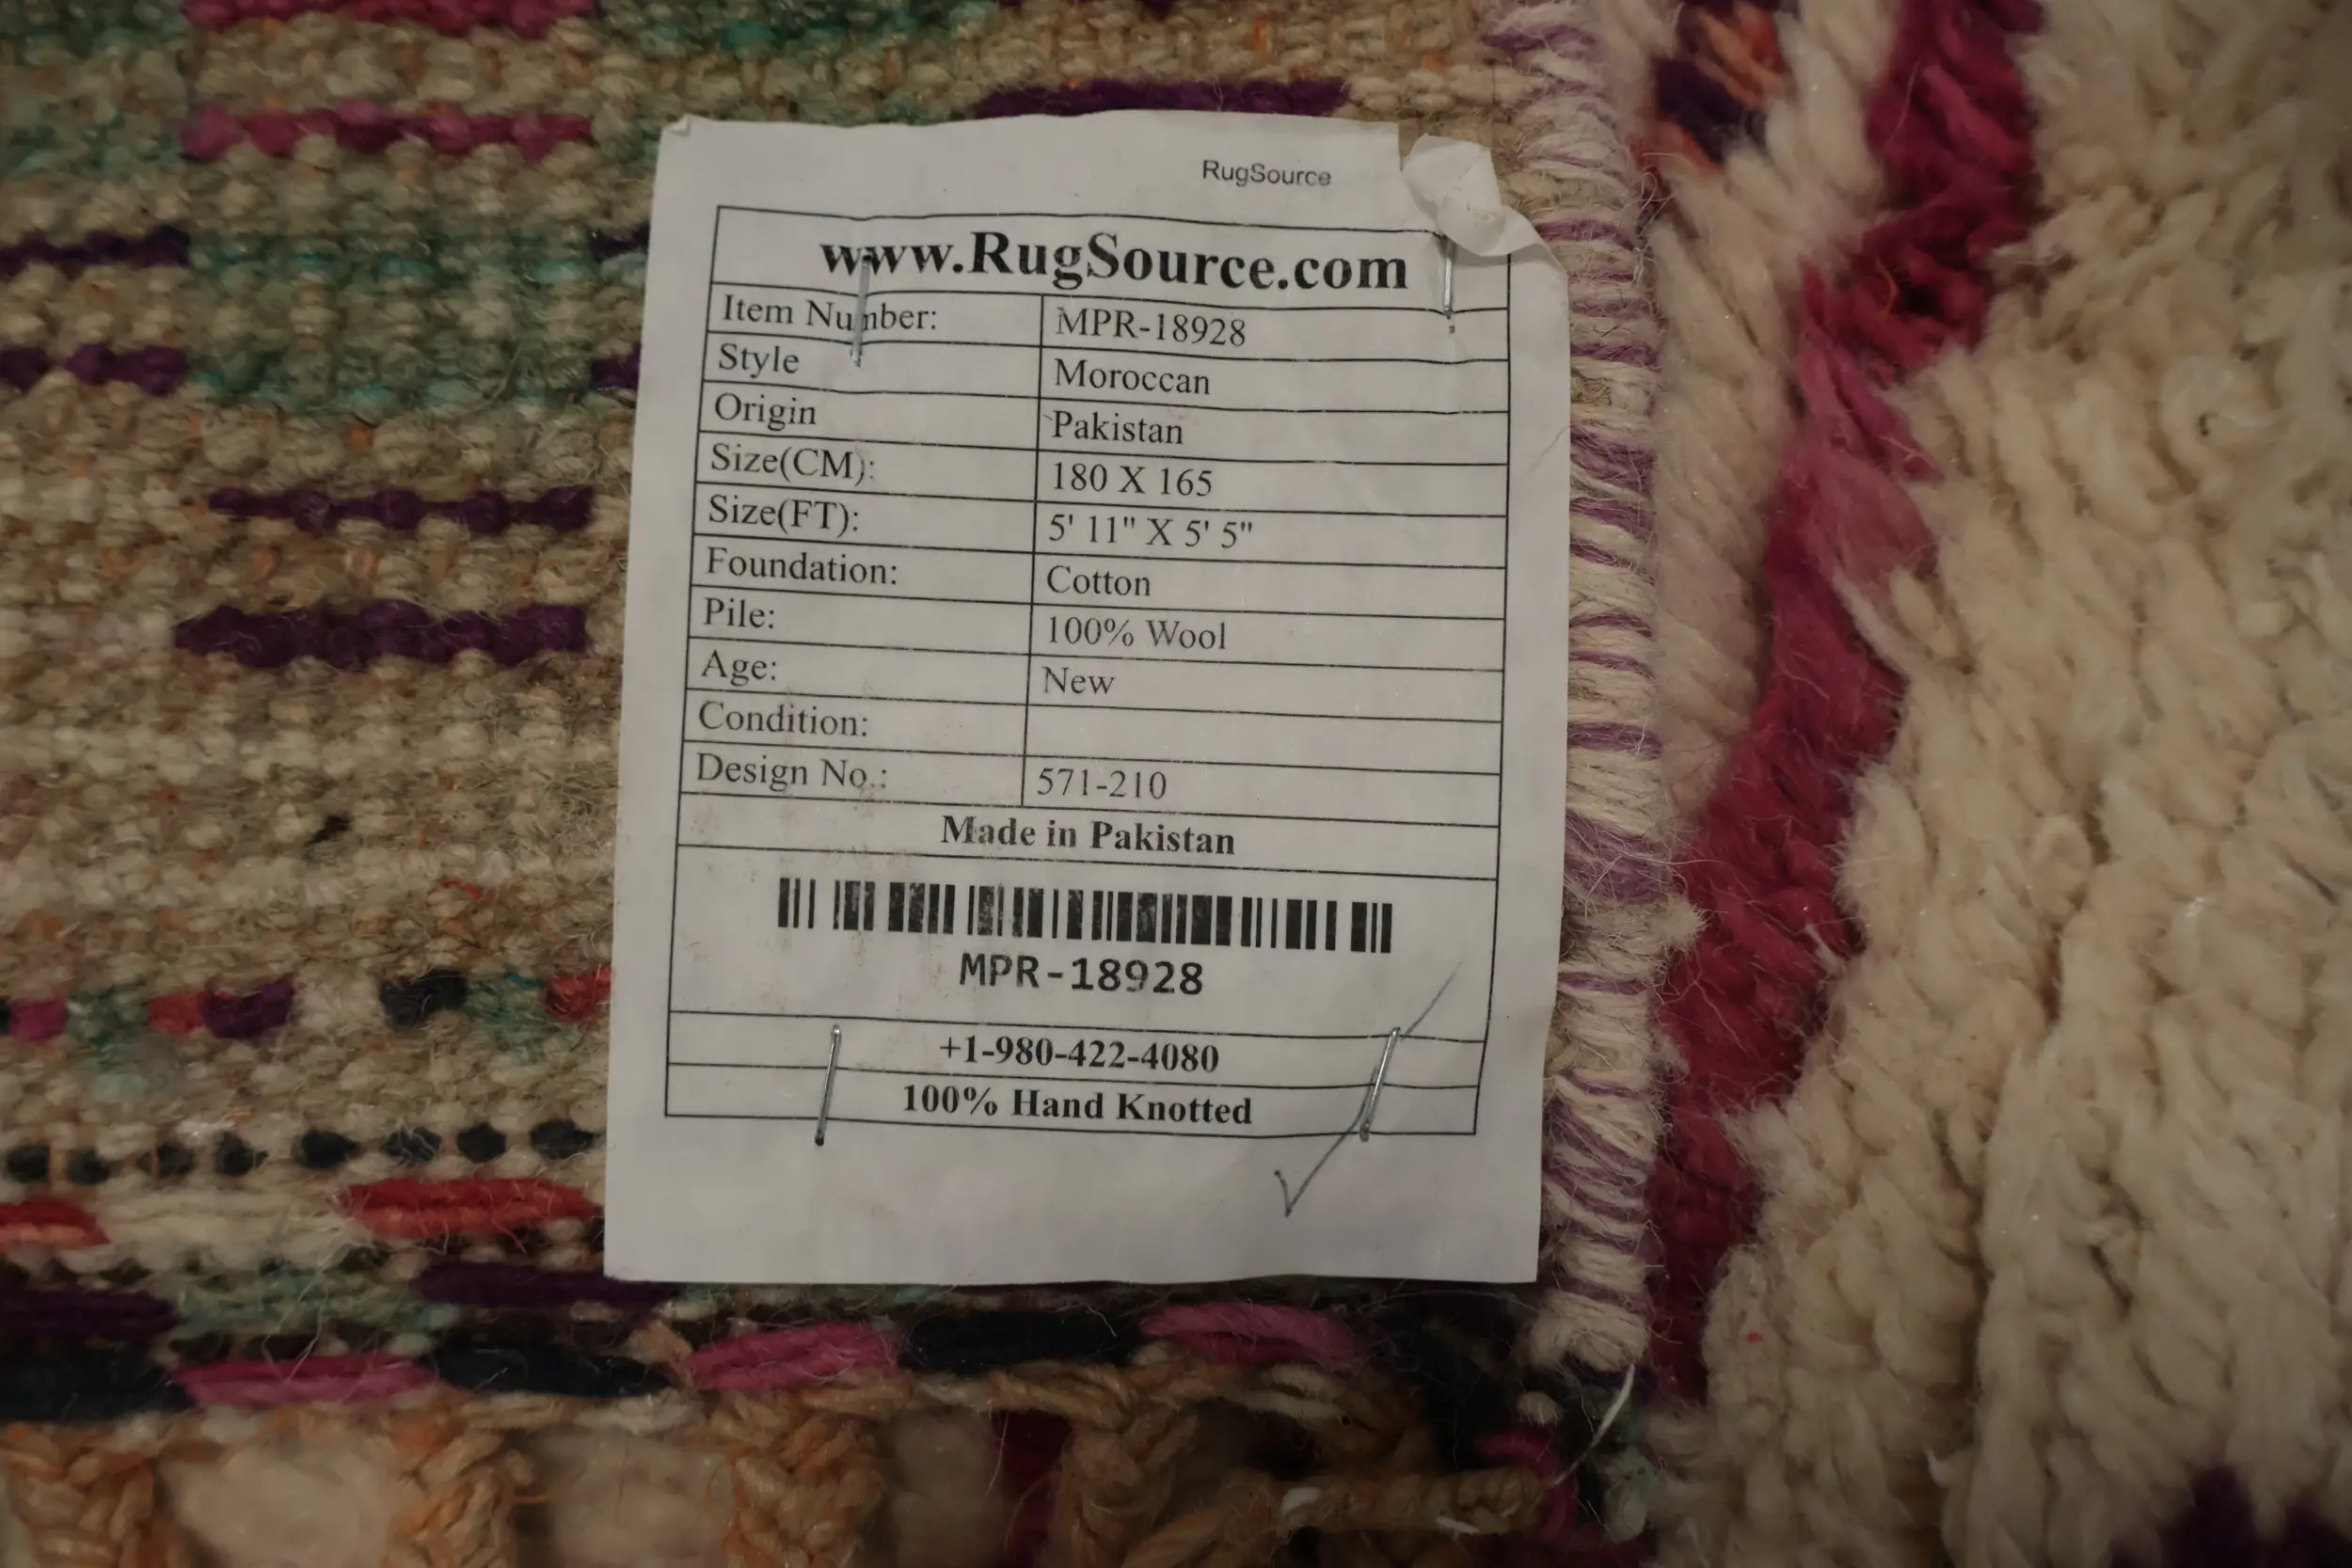 RugSource
www.RugSource.com
Item Number: MPR-18928
Style Moroccan
Origin Pakistan
Size(CM): 180 X 165
Size(FT): 5' 11" X 5' 5"
Foundation: Cotton
Pile: 100% Wool
Age: New
Condition:
Design No.: 571-210
Made in Pakistan
MPR-18928
+1-980-422-4080
100% Hand Knotted